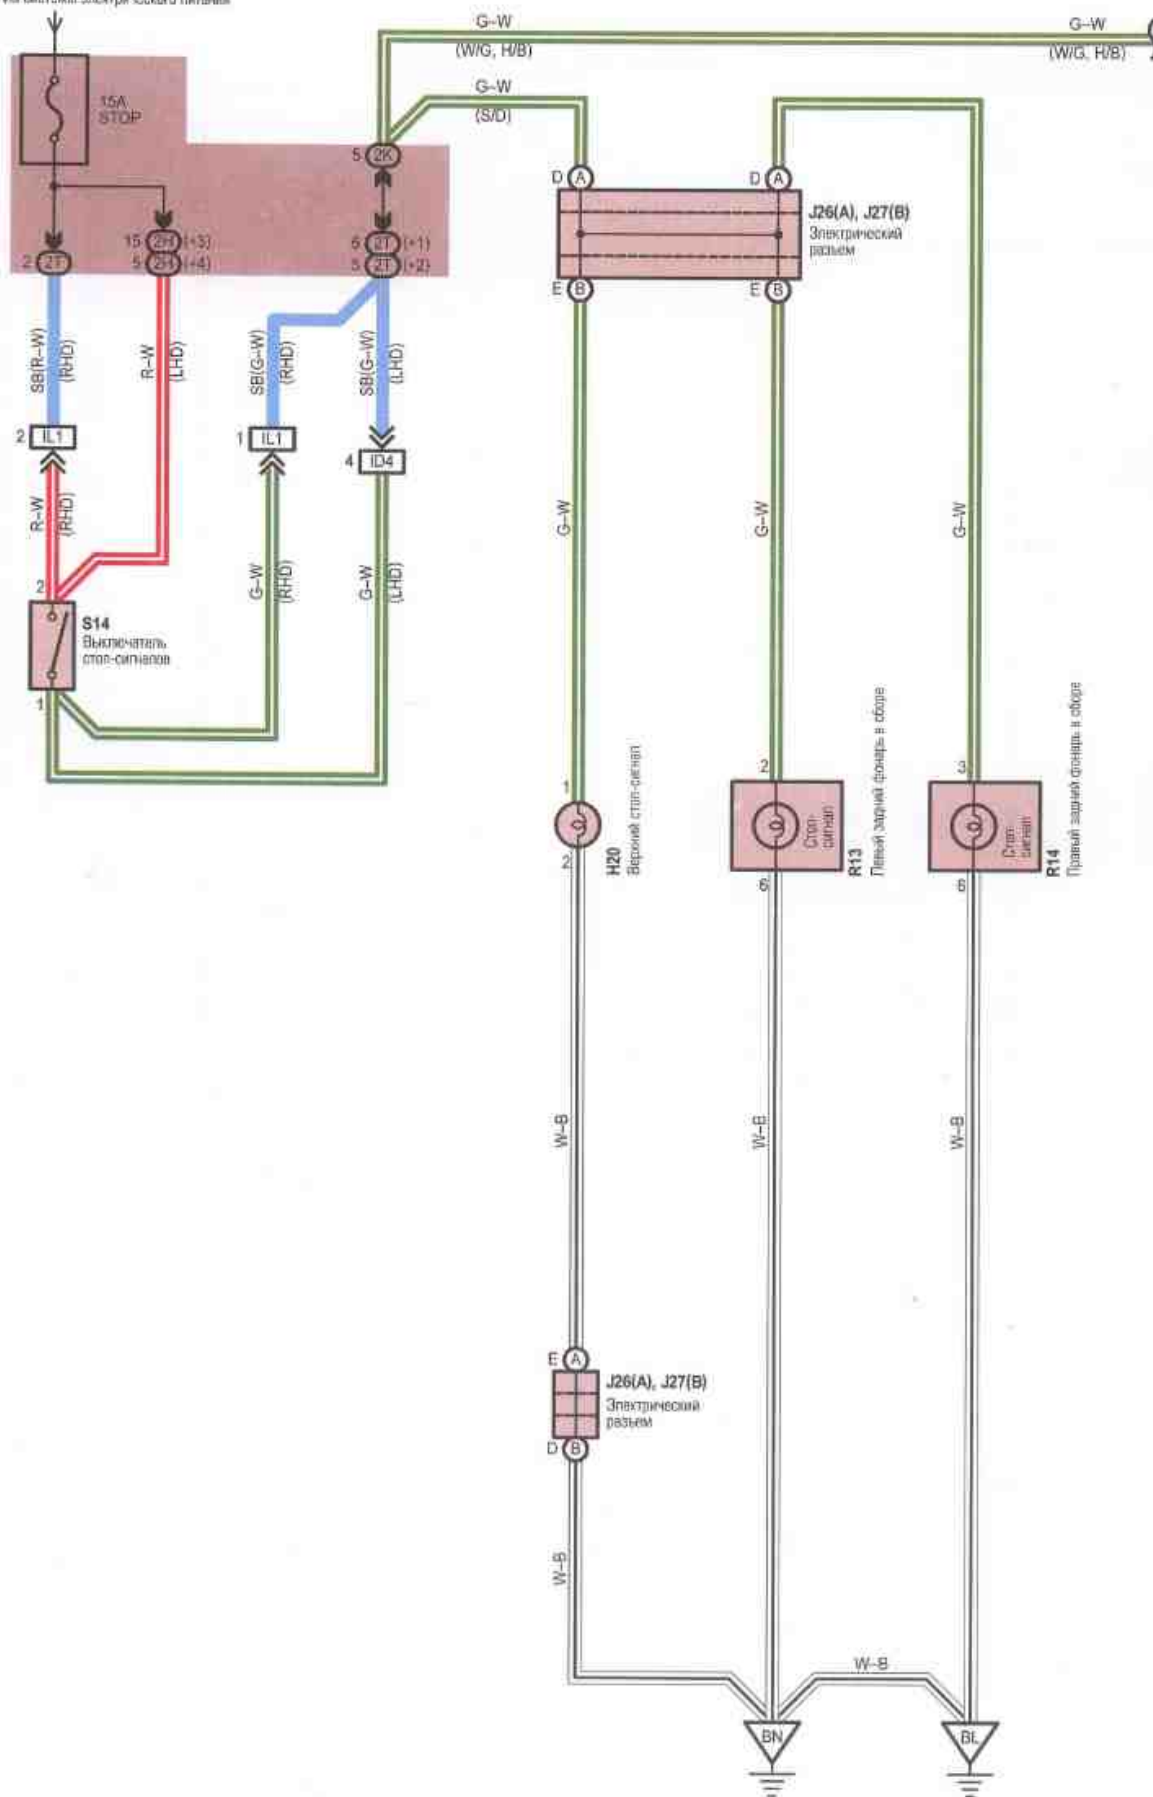 G–W
(W/G, H/B)
G–W
(W/G, H/B)
15A
STOP
G–W
(S/D)
5 2K
D A
D A
J26(A), J27(B)
Электрический
разъем
15 2H (∗3)
5 2H (∗4)
6 2T (∗1)
5 2T (∗2)
2 2T
E B
E B
SB(R–W)
(RHD)
R–W
(LHD)
SB(G–W)
(RHD)
SB(G–W)
(LHD)
2 IL1
1 IL1
4 ID4
R–W
(RHD)
G–W
(RHD)
G–W
(LHD)
G–W
G–W
G–W
2
S14
Выключатель
стоп-сигналов
1
1
H20
Верхний стоп-сигнал
2
2
Стоп-
сигнал
R13
Левый задний фонарь в сборе
6
3
Стоп-
сигнал
R14
Правый задний фонарь в сборе
6
W–B
W–B
W–B
E A
J26(A), J27(B)
Электрический
разъем
D B
W–B
W–B
BN
BL